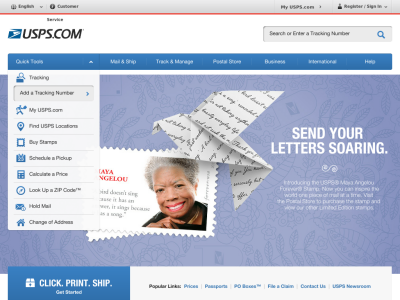 English
Customer
Service
My USPS.com
Register / Sign In
USPS.COM
Search or Enter a Tracking Number
Quick Tools
Mail & Ship
Track & Manage
Postal Store
Business
International
Help
Tracking
Add a Tracking Number
My USPS.com
Find USPS Locations
Buy Stamps
Schedule a Pickup
Calculate a Price
Look Up a ZIP Code™
Hold Mail
Change of Address
MAYA
ANGELOU
bird doesn't sing
because it has an
answer, it sings because
it has a song."
SEND YOUR
LETTERS SOARING.
Introducing the USPS® Maya Angelou
Forever® Stamp. Now you can inspire the
world one piece of mail at a time. Visit
the Postal Store to purchase the stamp and
view our other Limited Edition stamps.
CLICK. PRINT. SHIP.
Get Started
Popular Links: Prices Passports PO Boxes™ File a Claim Contact Us USPS Newsroom